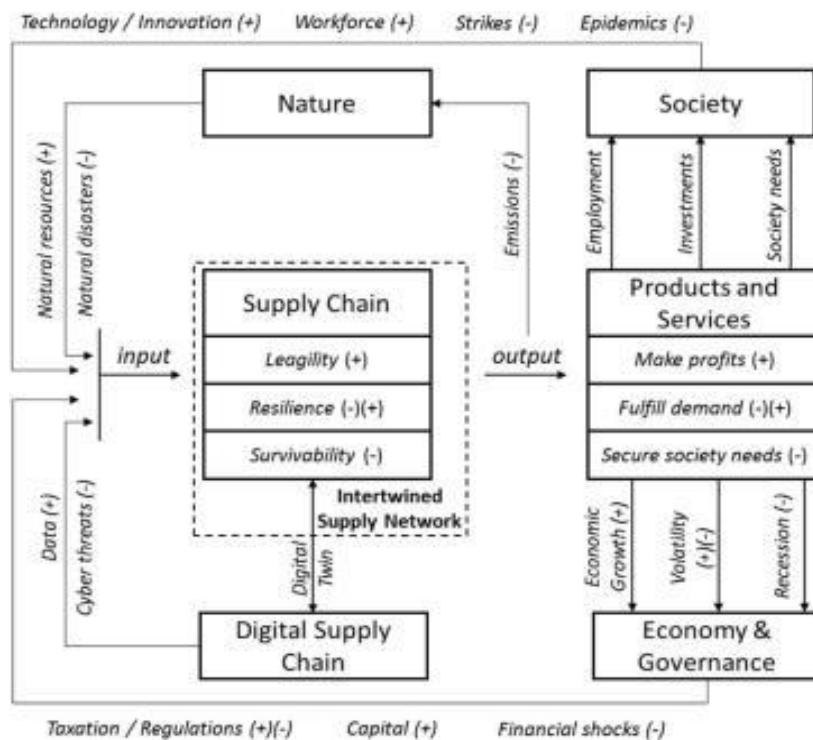 Technology / Innovation (+) Workforce (+) Strikes (-) Epidemics (-)
Nature
Society
Natural resources (+)
Natural disasters (-)
Emissions (-)
Employment
Investments
Society needs
Supply Chain
Products and
Services
input
Leagility (+)
output
Make profits (+)
Resilience (-)(+)
Fulfill demand (-)(+)
Survivability (-)
Secure society needs (-)
Intertwined
Supply Network
Data (+)
Cyber threats (-)
Digital
Twin
Economic
Growth (+)
Volatility
(+)(-)
Recession (-)
Digital Supply
Chain
Economy &
Governance
Taxation / Regulations (+)(-) Capital (+) Financial shocks (-)